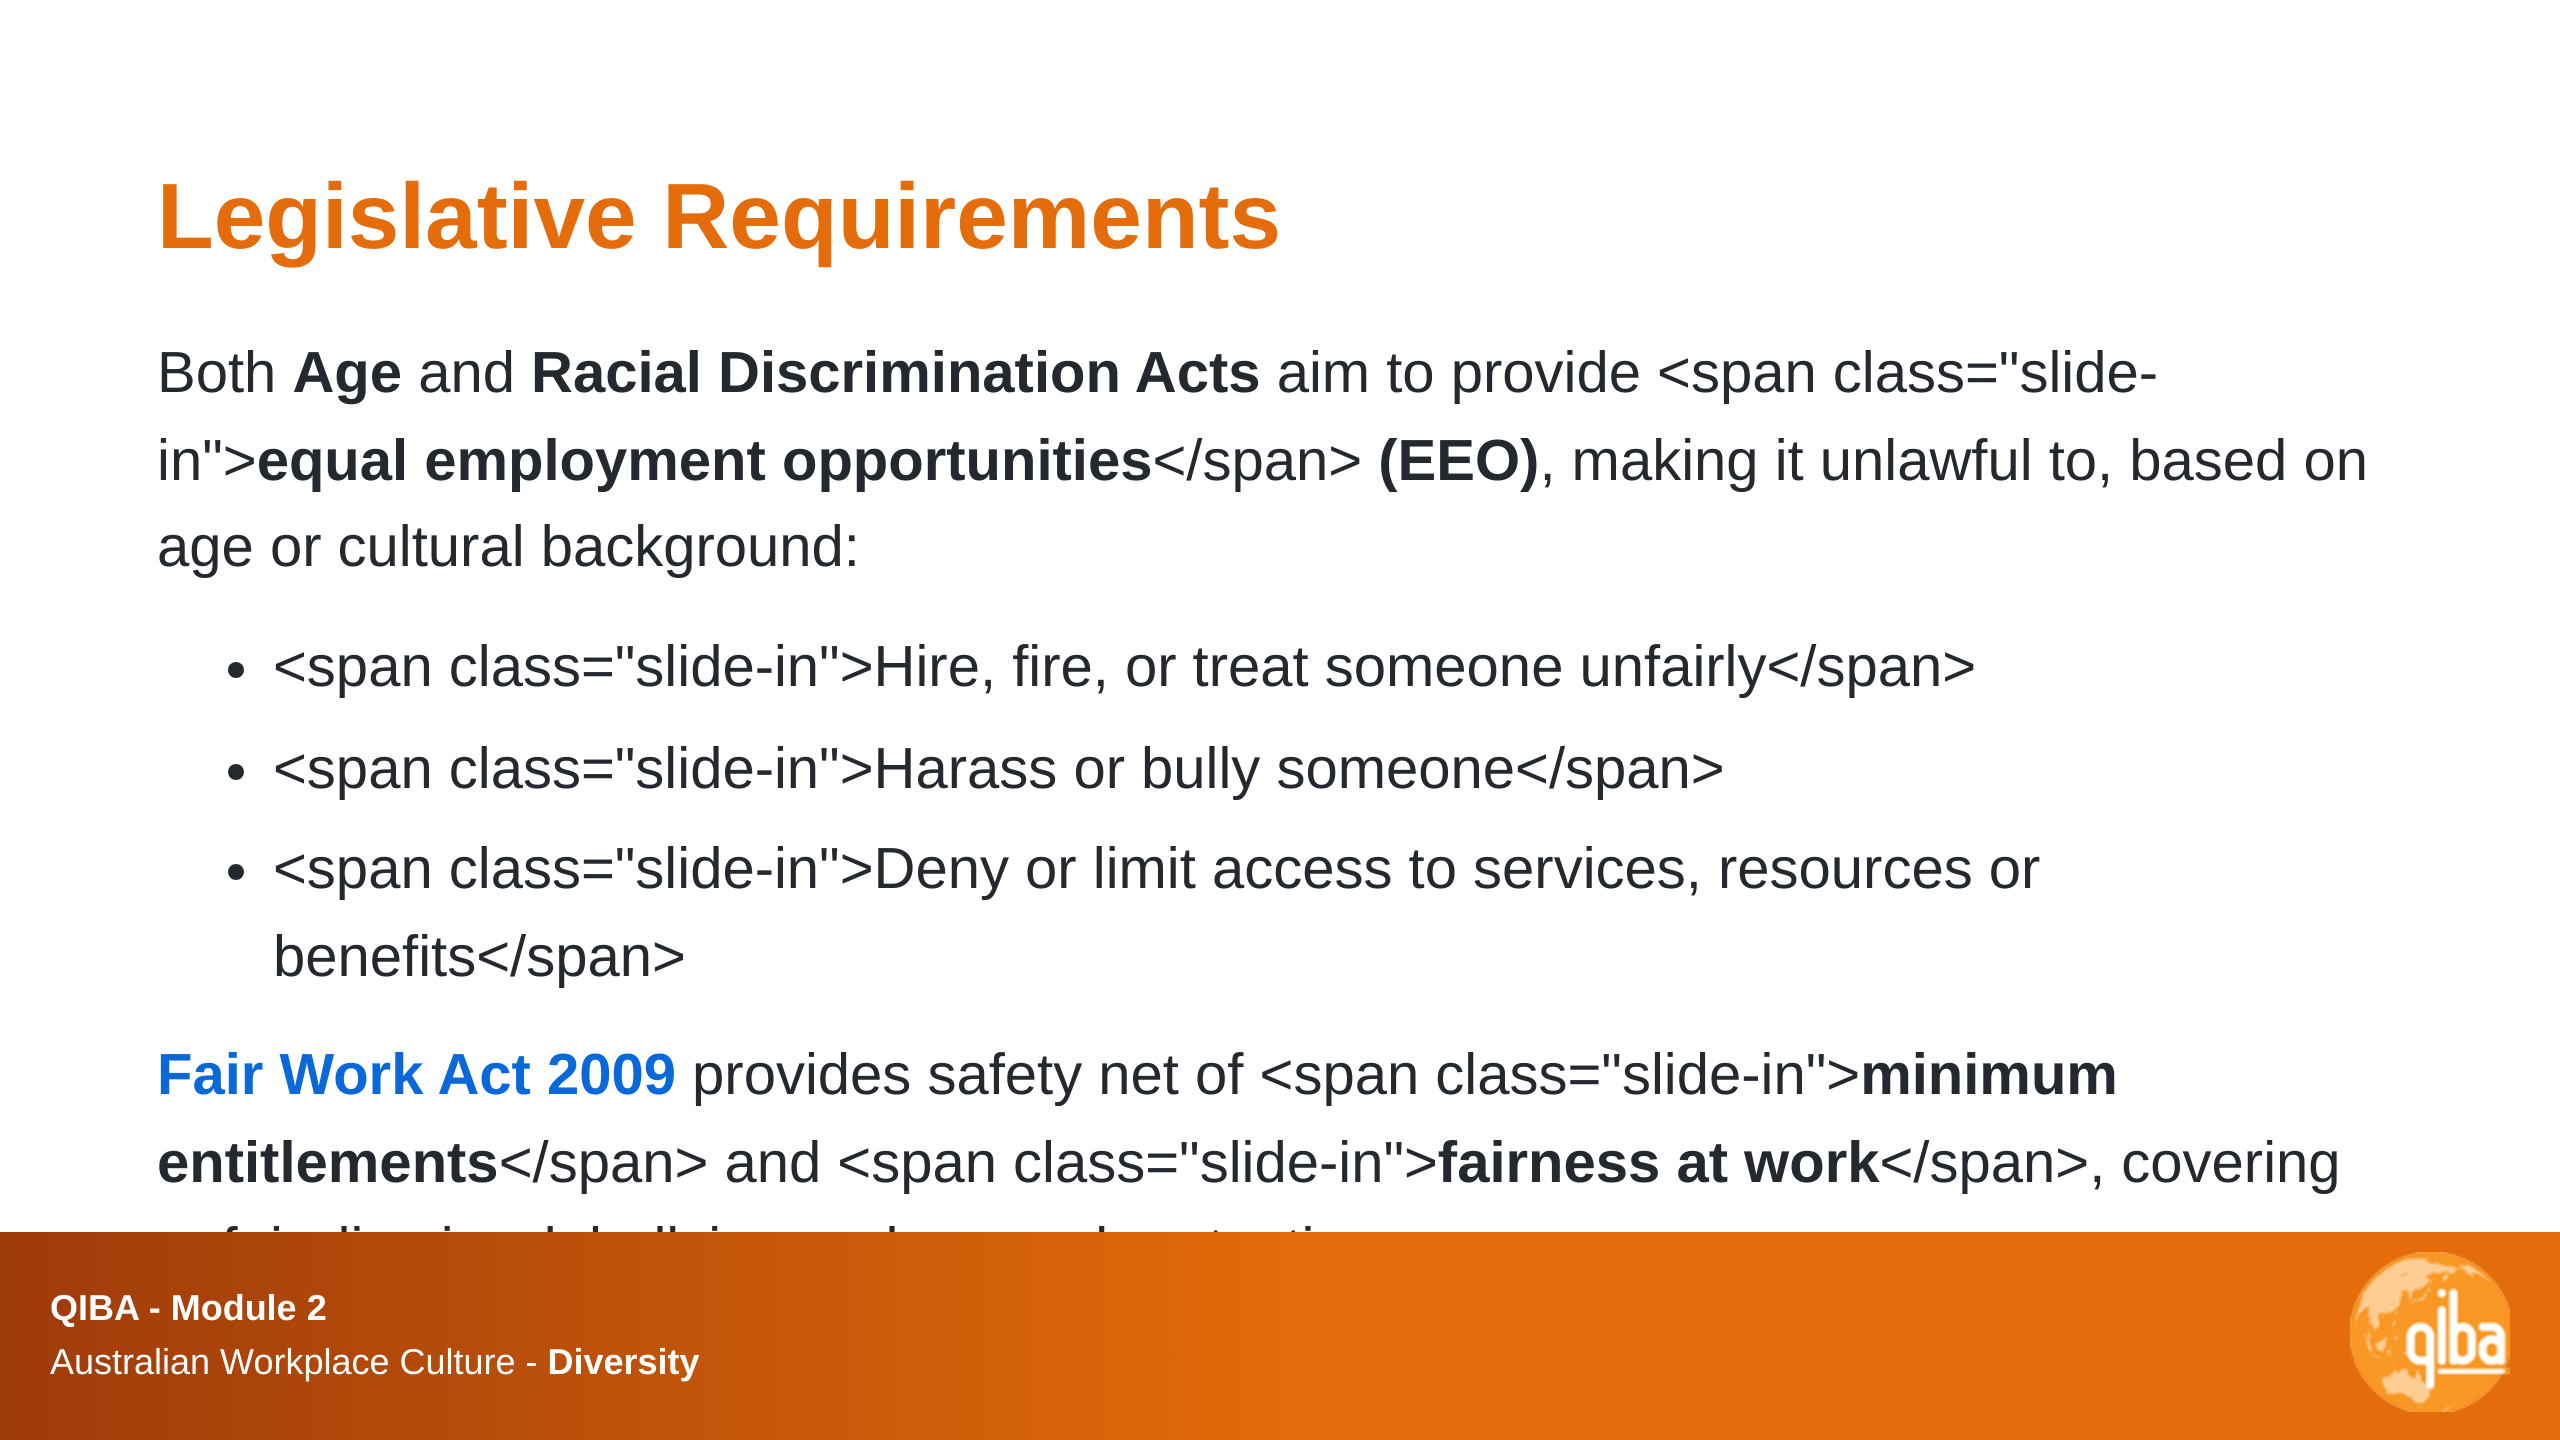 Legislative Requirements
Both Age and Racial Discrimination Acts aim to provide <span class="slide-
in">equal employment opportunities</span> (EEO), making it unlawful to, based on
age or cultural background:
• <span class="slide-in">Hire, fire, or treat someone unfairly</span>
• <span class="slide-in">Harass or bully someone</span>
• <span class="slide-in">Deny or limit access to services, resources or
benefits</span>
Fair Work Act 2009 provides safety net of <span class="slide-in">minimum
entitlements</span> and <span class="slide-in">fairness at work</span>, covering
QIBA - Module 2
Australian Workplace Culture - Diversity
qiba